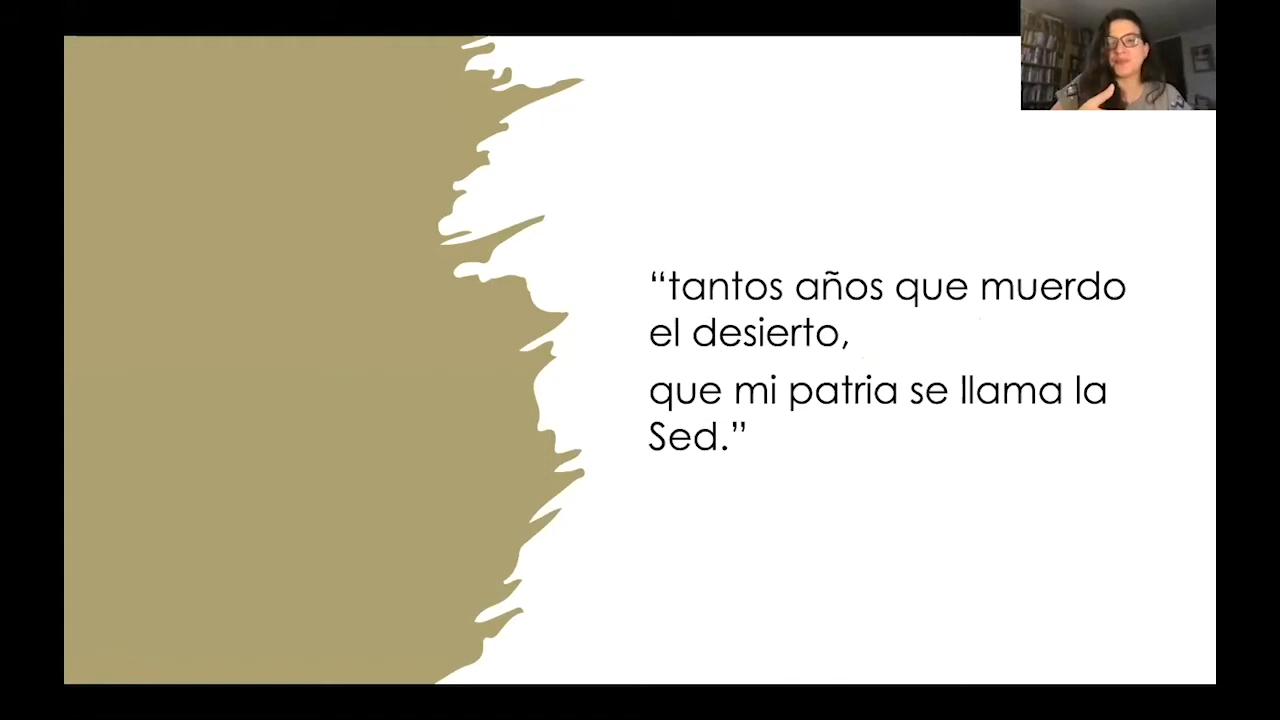 “tantos años que muerdo
el desierto,
que mi patria se llama la
Sed.”